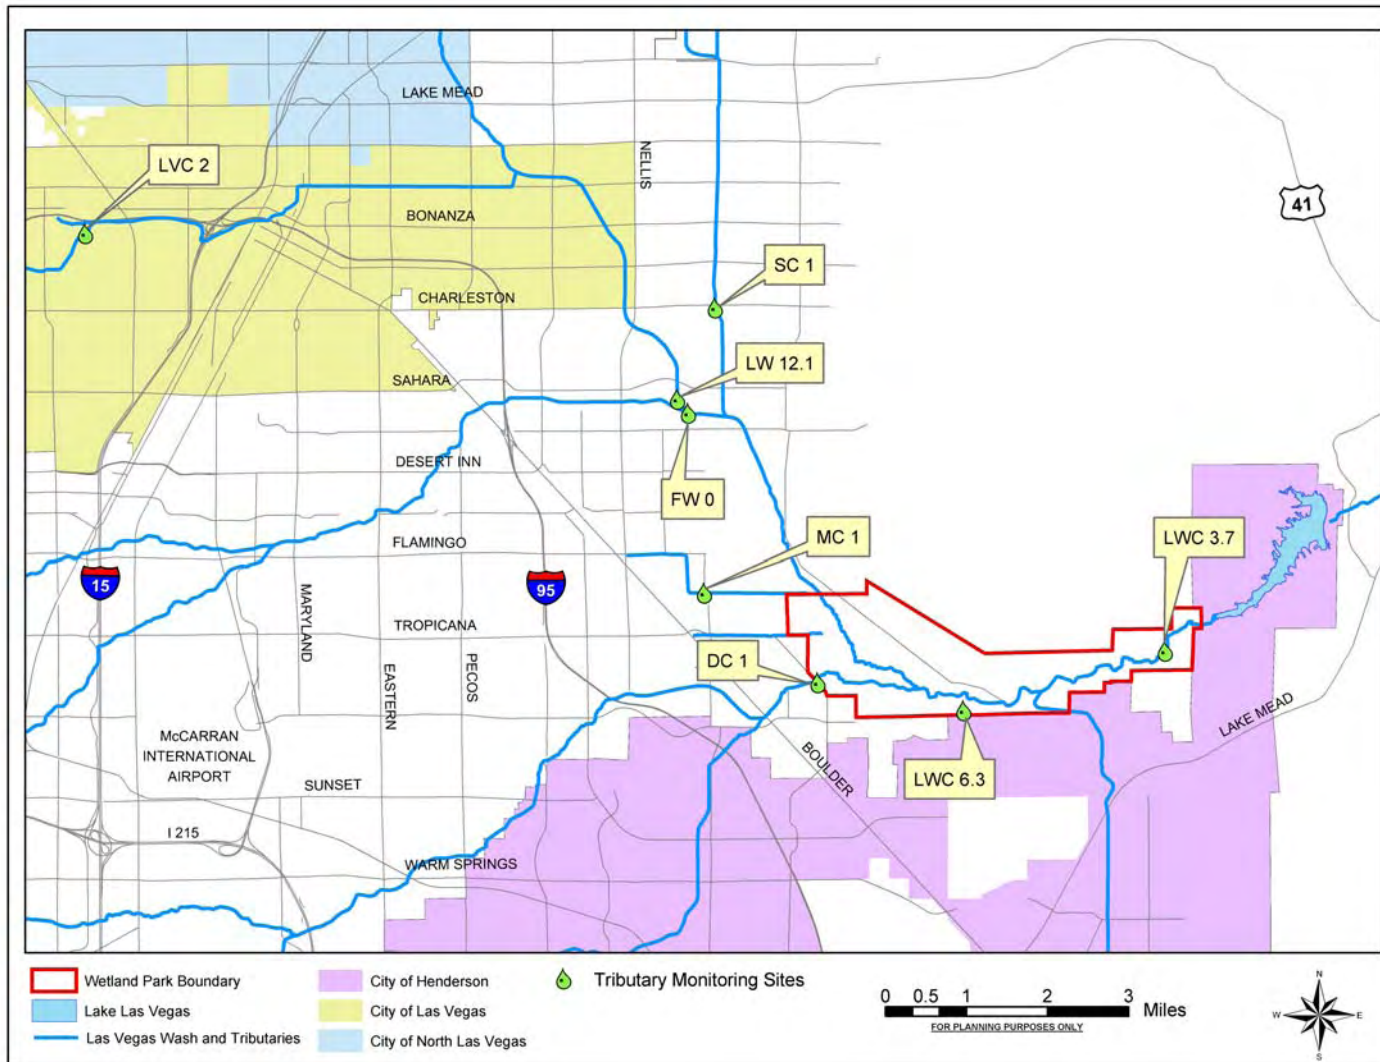 LAKE MEAD
NELLIS
LVC 2
41
BONANZA
SC 1
CHARLESTON
LW 12.1
SAHARA
DESERT INN
FW 0
MC 1
LWC 3.7
FLAMINGO
15
95
MARYLAND
TROPICANA
EASTERN
PECOS
DC 1
LAKE MEAD
McCARRAN
INTERNATIONAL
AIRPORT
BOULDER
LWC 6.3
SUNSET
I 215
WARM SPRINGS
Wetland Park Boundary
Lake Las Vegas
Las Vegas Wash and Tributaries
City of Henderson
City of Las Vegas
City of North Las Vegas
Tributary Monitoring Sites
0 0.5 1 2 3 Miles
FOR PLANNING PURPOSES ONLY
N
W E
S